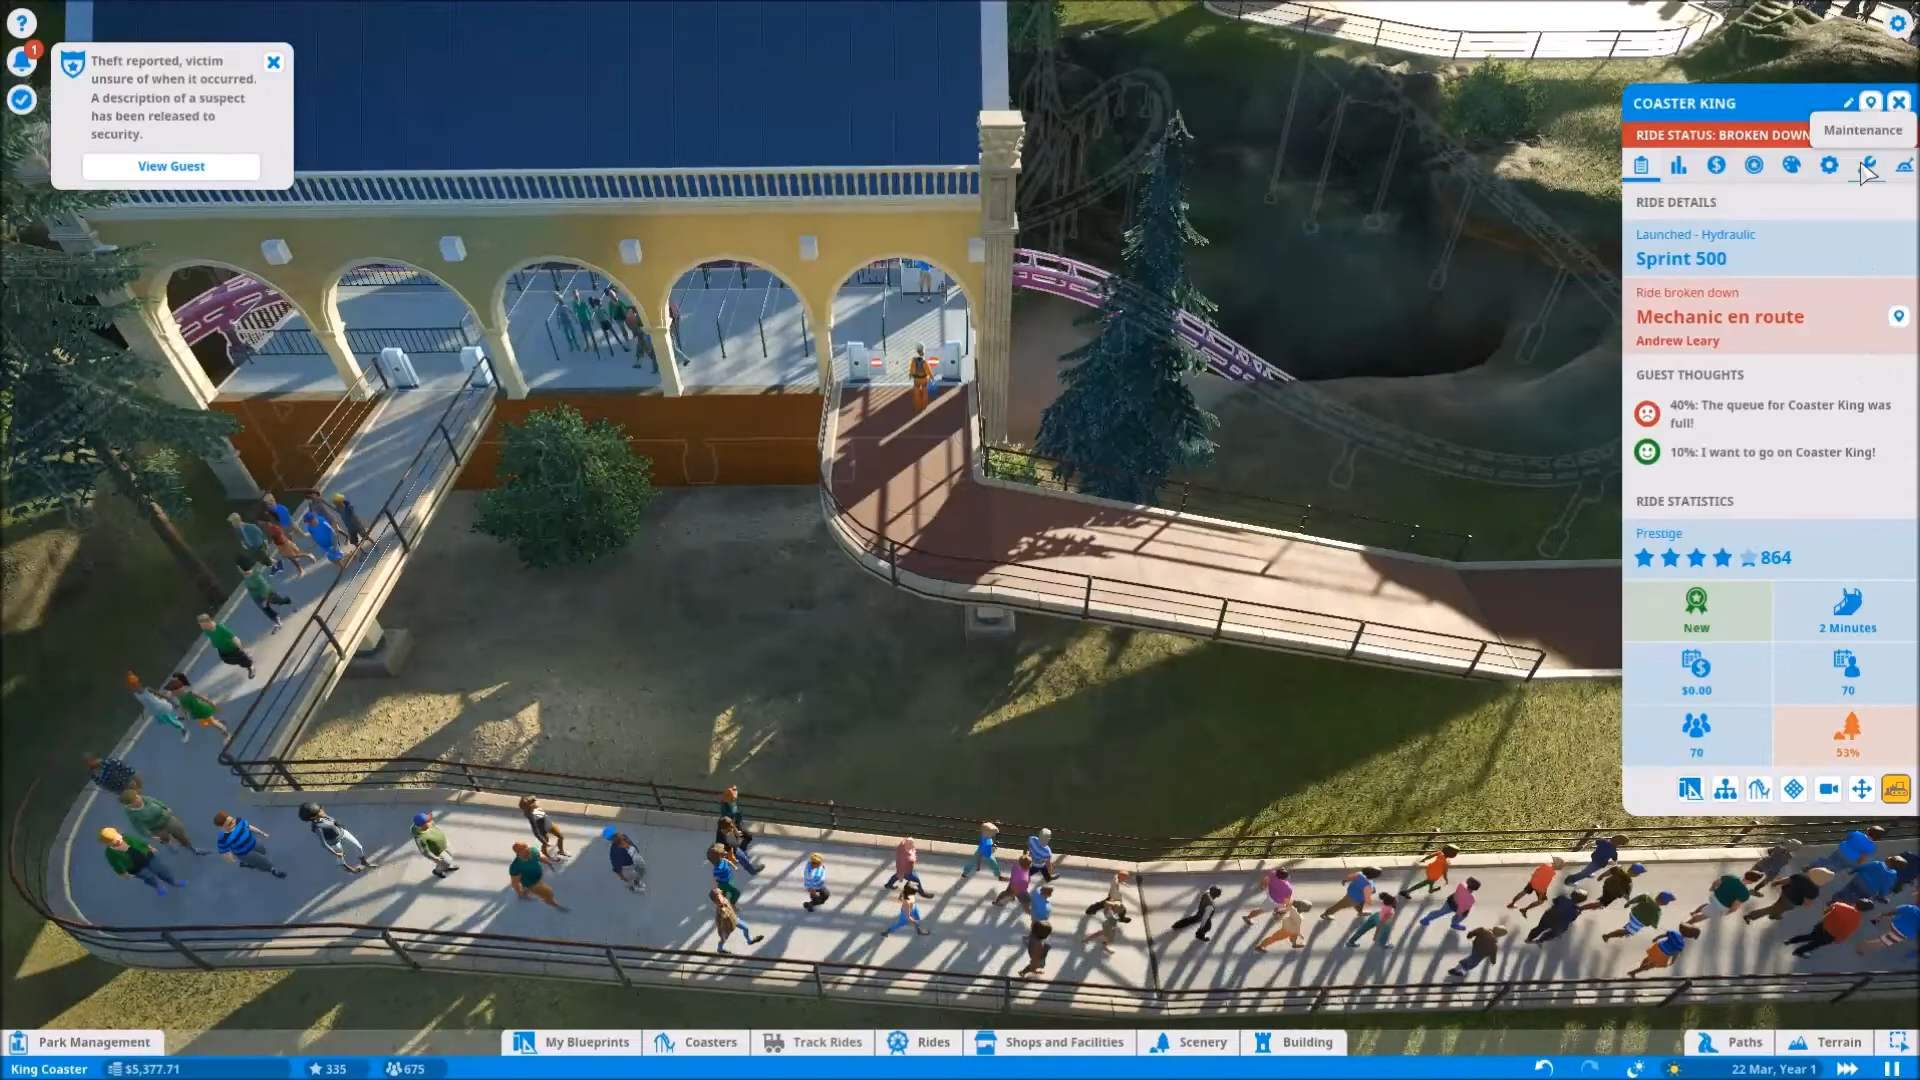 ?
1
Theft reported, victim
unsure of when it occurred.
A description of a suspect
has been released to
security.
View Guest
COASTER KING
RIDE STATUS: BROKEN DOWN
Maintenance
RIDE DETAILS
Launched - Hydraulic
Sprint 500
Ride broken down
Mechanic en route
Andrew Leary
GUEST THOUGHTS
40%: The queue for Coaster King was
full!
10%: I want to go on Coaster King!
RIDE STATISTICS
Prestige
864
New
2 Minutes
$0.00
70
70
53%
Park Management
My Blueprints
Coasters
Track Rides
Rides
Shops and Facilities
Scenery
Building
Paths
Terrain
King Coaster
$5,377.71
335
675
22 Mar, Year 1